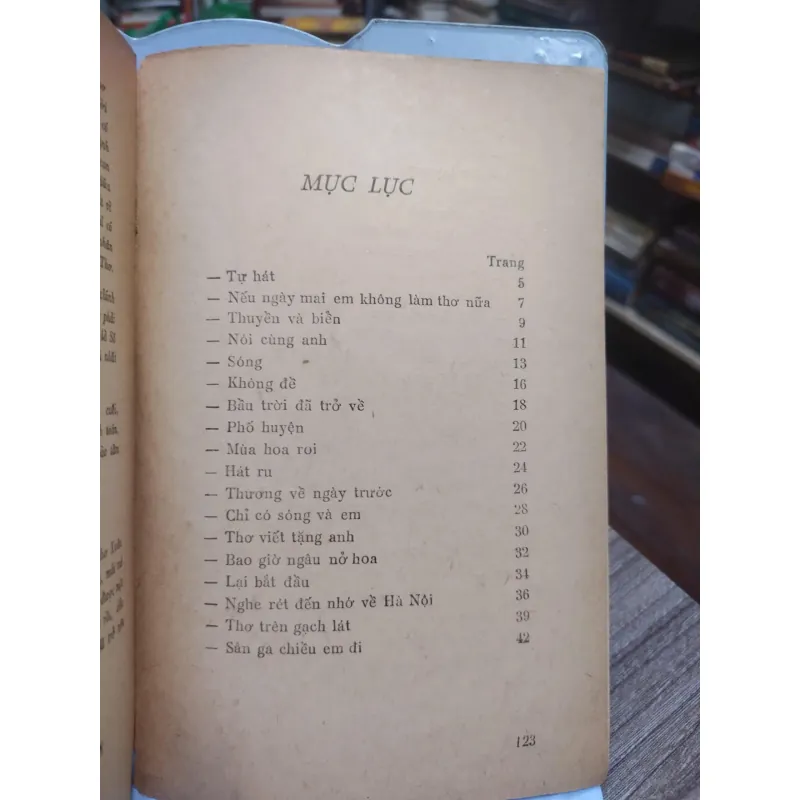 MỤC LỤC
Trang
— Tự hát 5
— Nếu ngày mai em không làm thơ nữa 7
— Thuyền và biển 9
— Nói cùng anh 11
— Sóng 13
— Không đề 16
— Bầu trời đã trở về 18
— Phố huyện 20
— Mùa hoa roi 22
— Hát ru 24
— Thương về ngày trước 26
— Chỉ có sóng và em 28
— Thơ viết tặng anh 30
— Bao giờ ngâu nở hoa 32
— Lại bắt đầu 34
— Nghe rét đến nhớ về Hà Nội 36
— Thơ trên gạch lát 39
— Sân ga chiều em đi 42
123